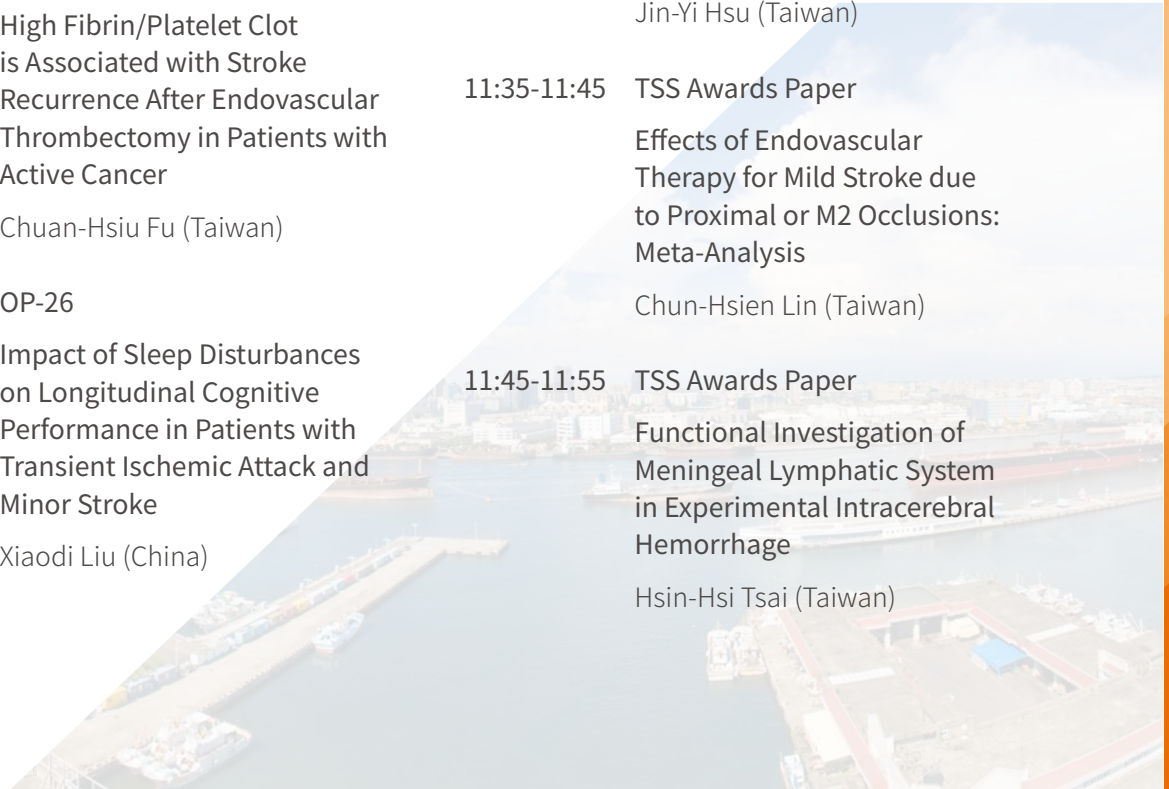 High Fibrin/Platelet Clot
is Associated with Stroke
Recurrence After Endovascular
Thrombectomy in Patients with
Active Cancer
Chuan-Hsiu Fu (Taiwan)
OP-26
Impact of Sleep Disturbances
on Longitudinal Cognitive
Performance in Patients with
Transient Ischemic Attack and
Minor Stroke
Xiaodi Liu (China)
Jin-Yi Hsu (Taiwan)
11:35-11:45 TSS Awards Paper
Effects of Endovascular
Therapy for Mild Stroke due
to Proximal or M2 Occlusions:
Meta-Analysis
Chun-Hsien Lin (Taiwan)
11:45-11:55 TSS Awards Paper
Functional Investigation of
Meningeal Lymphatic System
in Experimental Intracerebral
Hemorrhage
Hsin-Hsi Tsai (Taiwan)